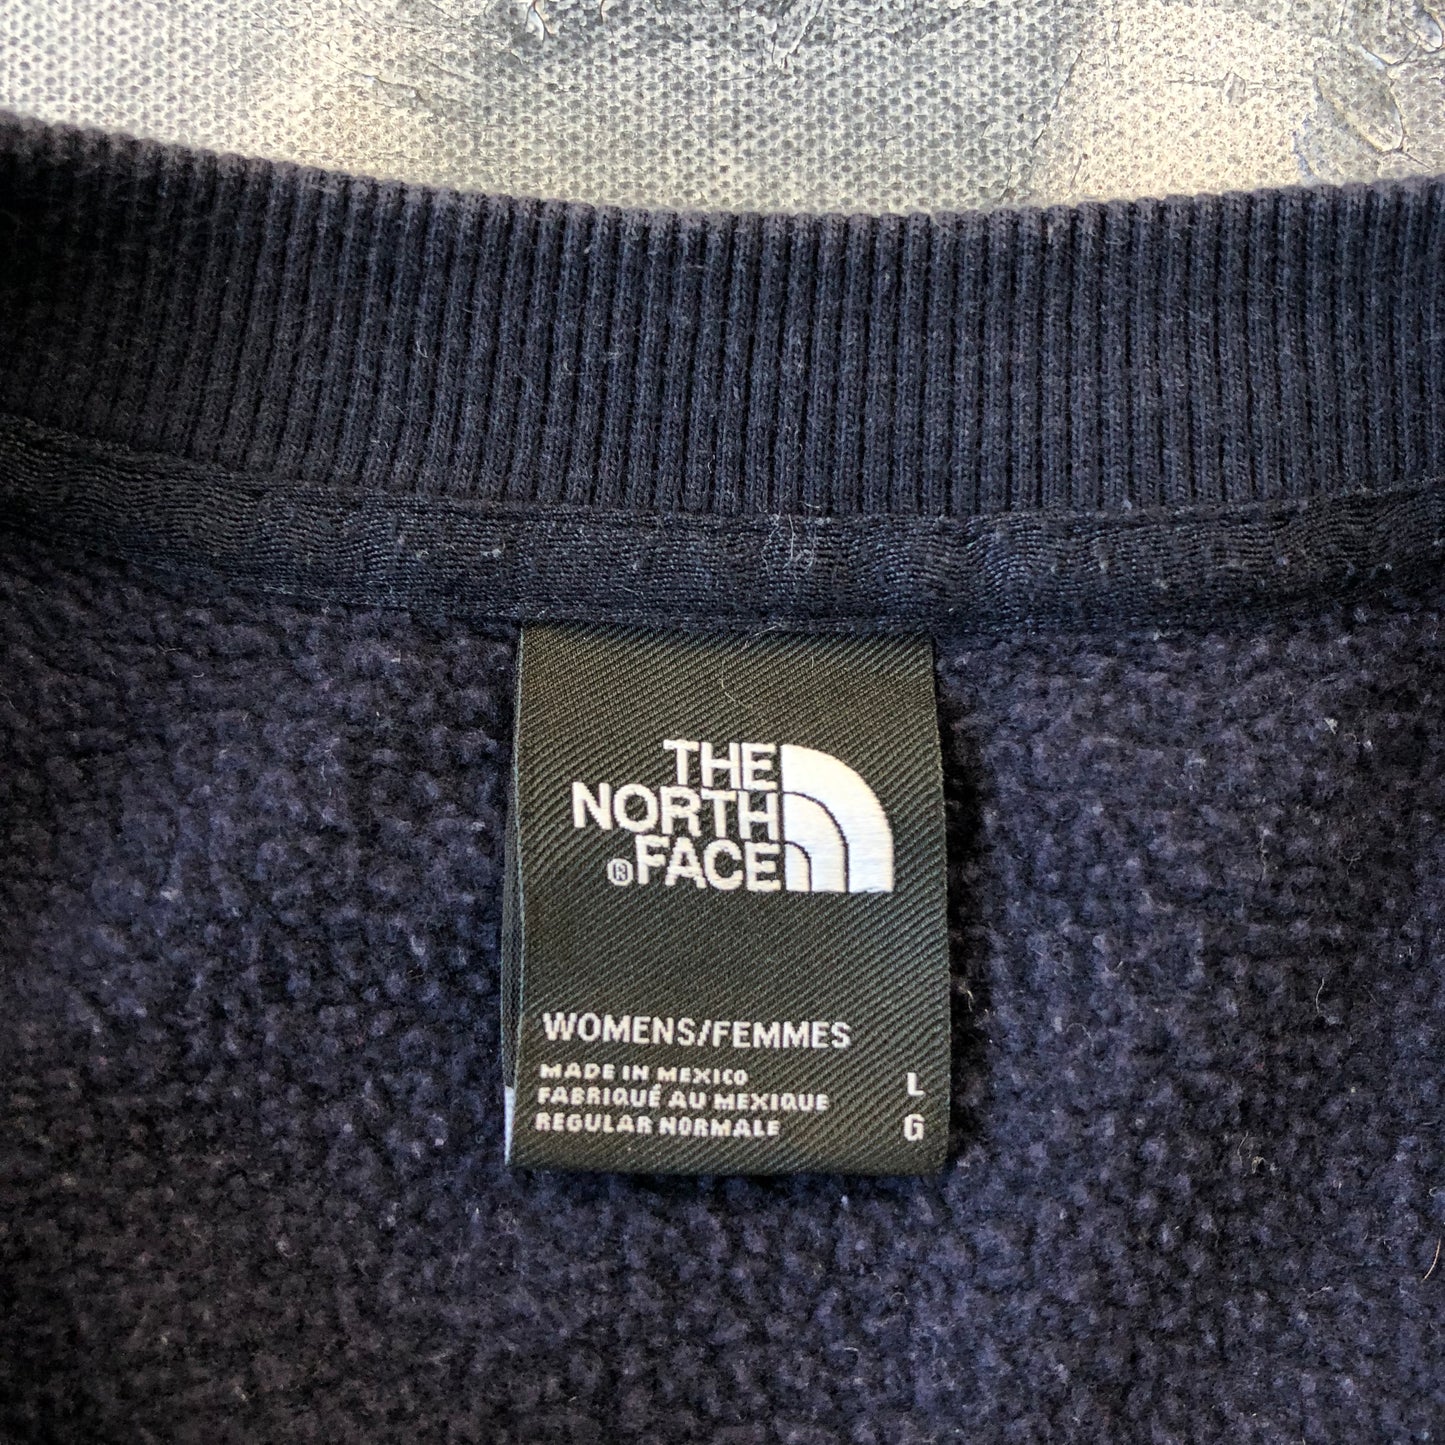 THE
NORTH
® FACE
WOMENS/FEMMES
MADE IN MEXICO L
FABRIQUÉ AU MEXIQUE
REGULAR NORMALE G